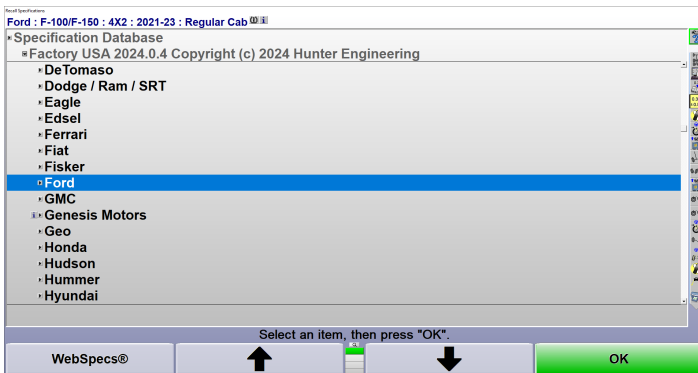 Recall Specifications
Ford : F-100/F-150 : 4X2 : 2021-23 : Regular Cab
Specification Database
Factory USA 2024.0.4 Copyright (c) 2024 Hunter Engineering
DeTomaso
Dodge / Ram / SRT
Eagle
Edsel
Ferrari
Fiat
Fisker
Ford
GMC
Genesis Motors
Geo
Honda
Hudson
Hummer
Hyundai
Select an item, then press "OK".
WebSpecs®
OK